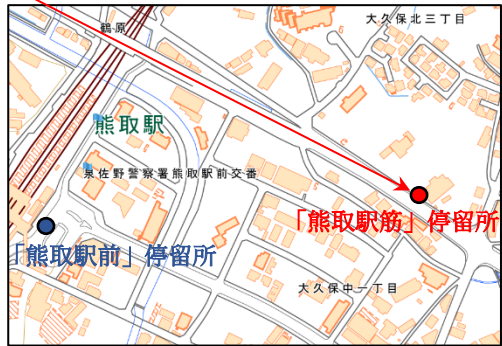 大久保北三丁目
鶴原
熊取駅
泉佐野警察署熊取駅前交番
「熊取駅筋」停留所
「熊取駅前」停留所
大久保中一丁目